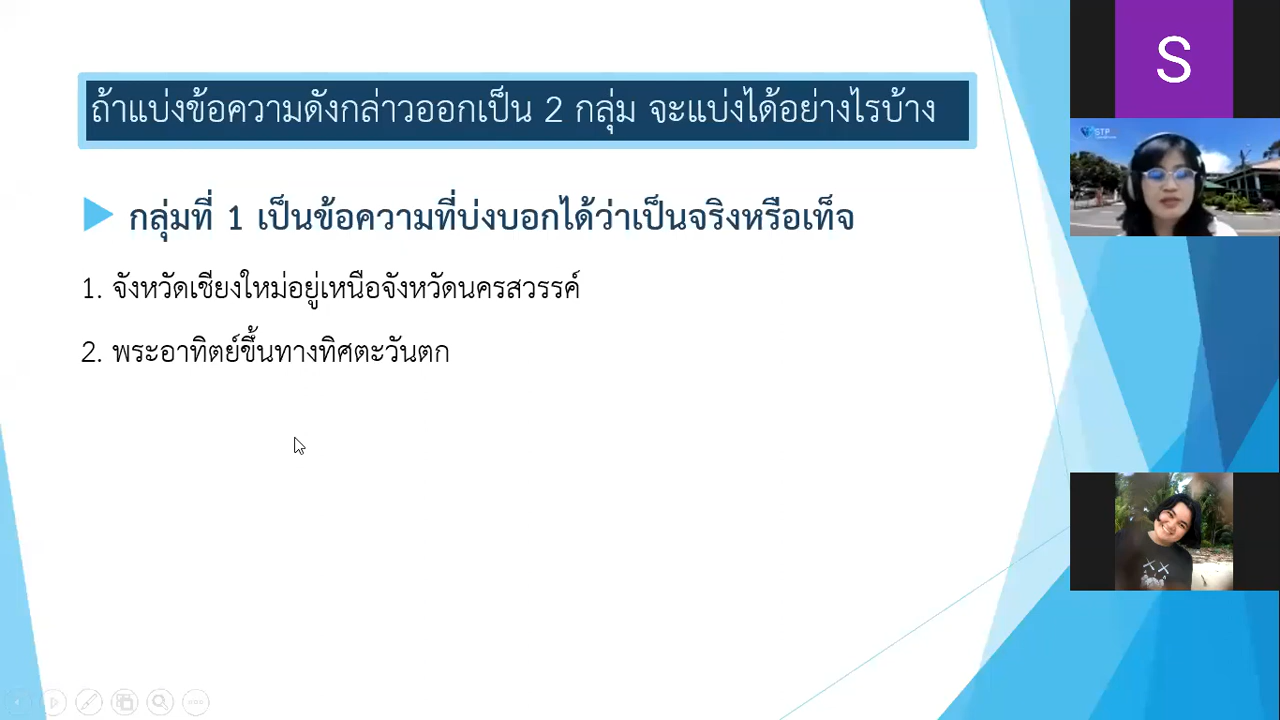 ถ้าแบ่งข้อความดังกล่าวออกเป็น 2 กลุ่ม จะแบ่งได้อย่างไรบ้าง
กลุ่มที่ 1 เป็นข้อความที่บ่งบอกได้ว่าเป็นจริงหรือเท็จ
1. จังหวัดเชียงใหม่อยู่เหนือจังหวัดนครสวรรค์
2. พระอาทิตย์ขึ้นทางทิศตะวันตก
S
STP